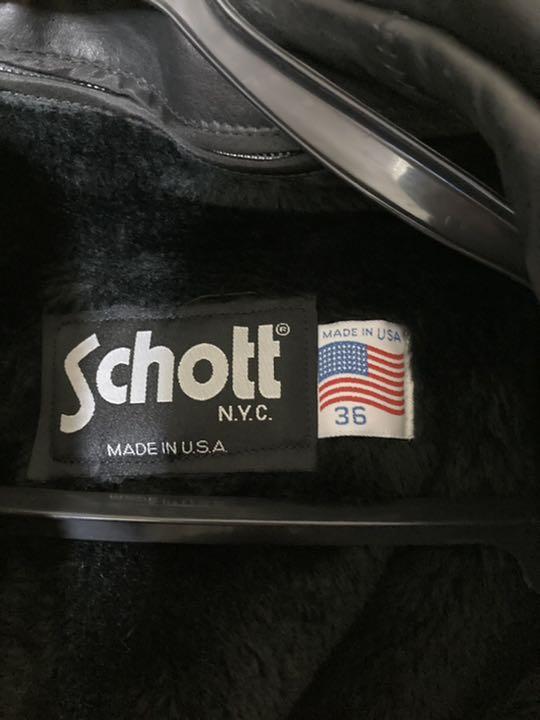 Schott®
N.Y.C.
MADE IN U.S.A.
MADE IN USA
36